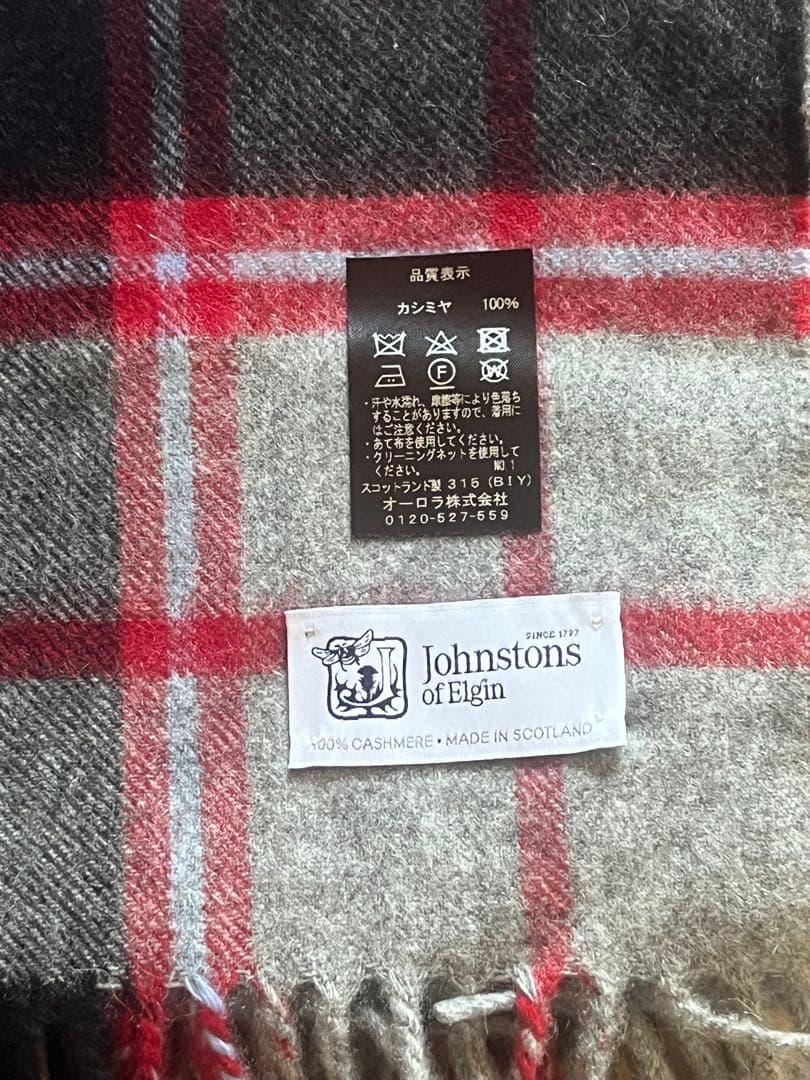 品質表示
カシミヤ 100%
F W
・汗や水濡れ、摩擦等により色落ち
することがありますので、着用に
はご注意ください。
・あて布を使用してください。
・クリーニングネットを使用して
ください。 NO.1
スコットランド製 315 (BIY)
オーロラ株式会社
0120-527-559
SINCE 1797
J Johnstons
of Elgin
100% CASHMERE • MADE IN SCOTLAND